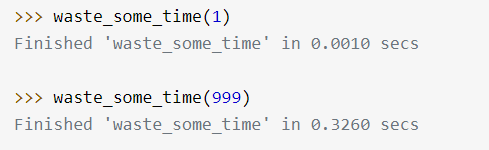 >>> waste_some_time(1)
Finished 'waste_some_time' in 0.0010 secs
>>> waste_some_time(999)
Finished 'waste_some_time' in 0.3260 secs